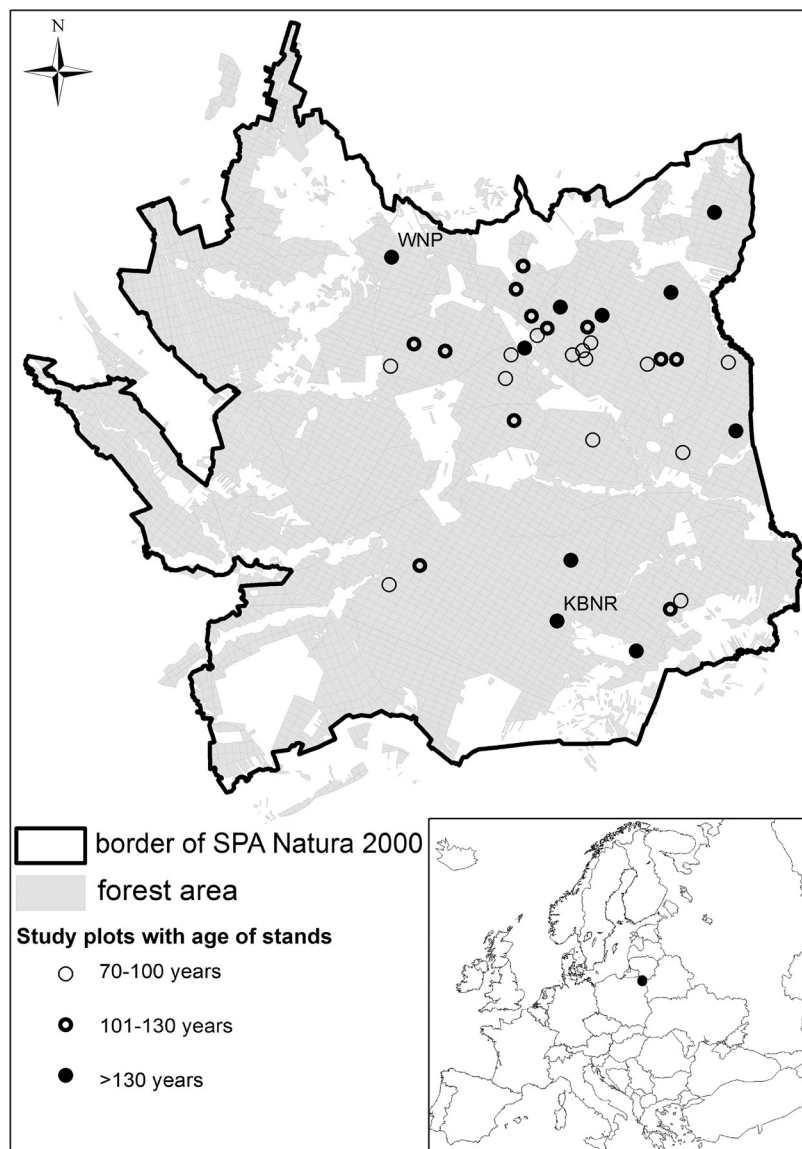 N
WNP
KBNR
border of SPA Natura 2000
forest area
Study plots with age of stands
70-100 years
101-130 years
>130 years